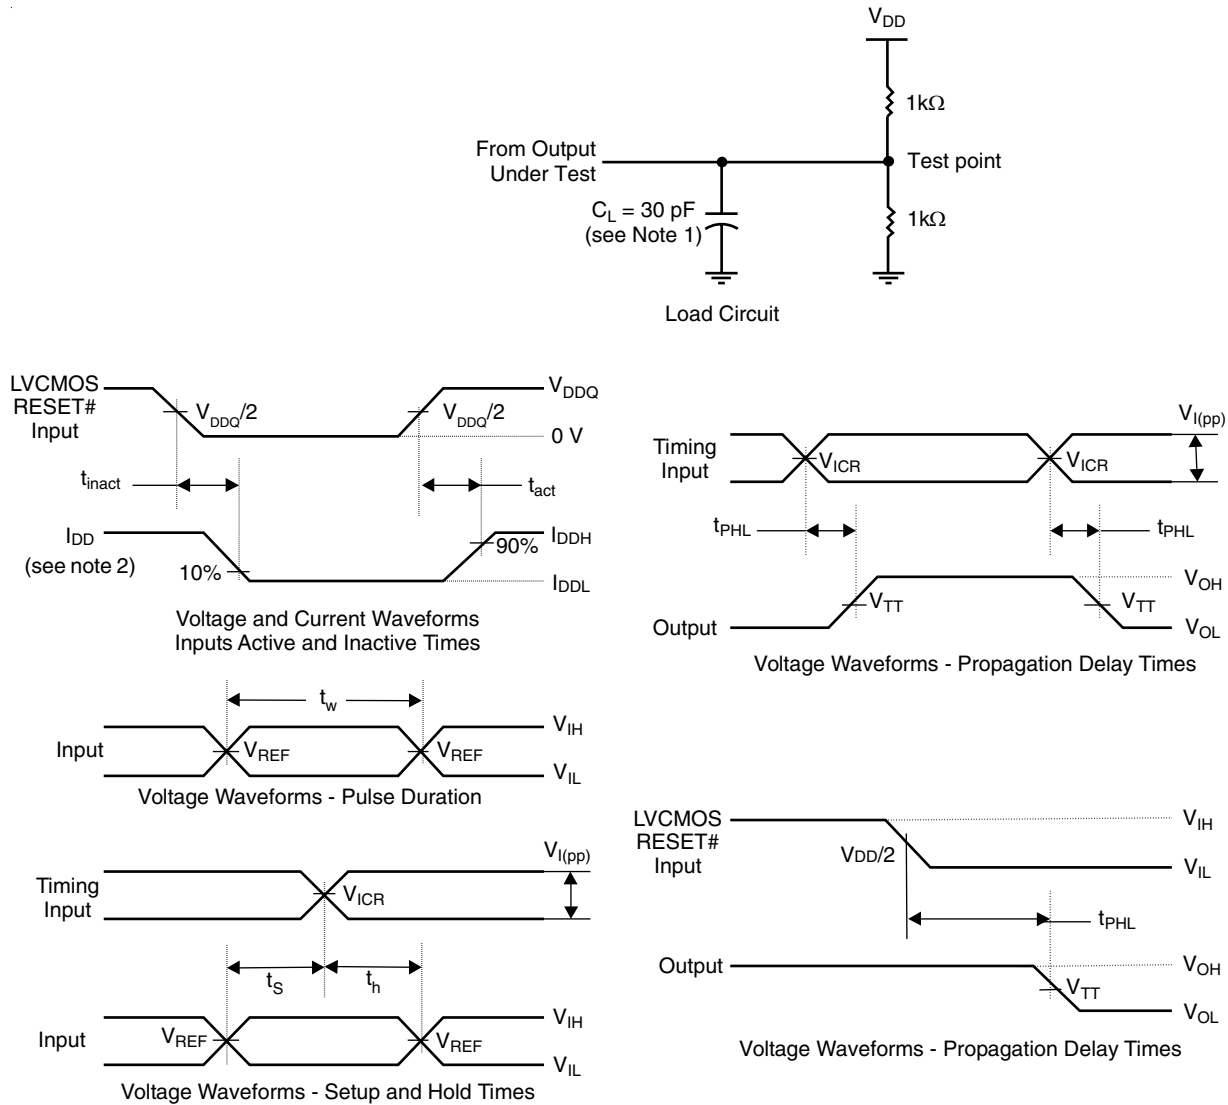 VDD
1kΩ
From Output
Under Test
Test point
CL = 30 pF
(see Note 1)
1kΩ
Load Circuit
LVCMOS
RESET#
Input
VDDQ/2
VDDQ/2
VDDQ
0 V
tinact
tact
IDD
(see note 2)
10%
90%
IDDH
IDDL
Voltage and Current Waveforms
Inputs Active and Inactive Times
Timing
Input
VICR
VICR
VI(pp)
tPHL
tPHL
Output
VTT
VTT
VOH
VOL
Voltage Waveforms - Propagation Delay Times
tw
Input
VREF
VREF
VIH
VIL
Voltage Waveforms - Pulse Duration
Timing
Input
VICR
VI(pp)
tS
th
Input
VREF
VREF
VIH
VIL
Voltage Waveforms - Setup and Hold Times
LVCMOS
RESET#
Input
VDD/2
VIH
VIL
tPHL
Output
VTT
VOH
VOL
Voltage Waveforms - Propagation Delay Times